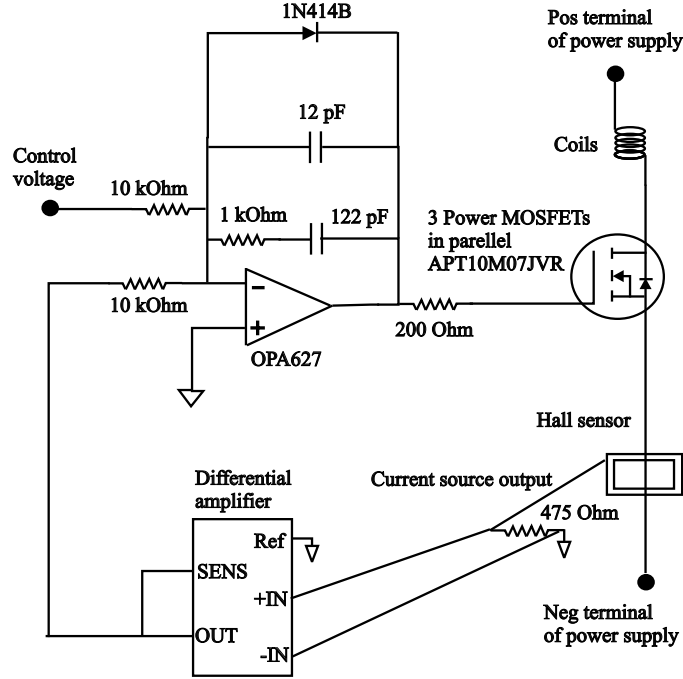 1N414B
Pos terminal
of power supply
12 pF
Coils
Control
voltage
10 kOhm
1 kOhm
122 pF
3 Power MOSFETs
in parellel
APT10M07JVR
10 kOhm
200 Ohm
OPA627
Hall sensor
Current source output
475 Ohm
Differential
amplifier
Ref
SENS
+IN
OUT
-IN
Neg terminal
of power supply